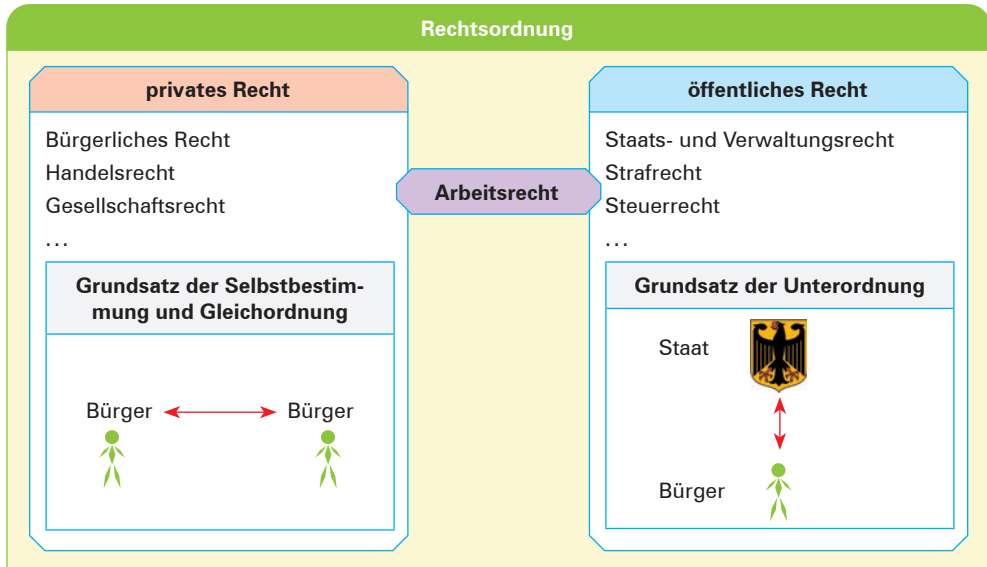 Rechtsordnung
privates Recht
Bürgerliches Recht
Handelsrecht
Gesellschaftsrecht
...
Grundsatz der Selbstbestim-
mung und Gleichordnung
Bürger
Bürger
Arbeitsrecht
öffentliches Recht
Staats- und Verwaltungsrecht
Strafrecht
Steuerrecht
...
Grundsatz der Unterordnung
Staat
Bürger